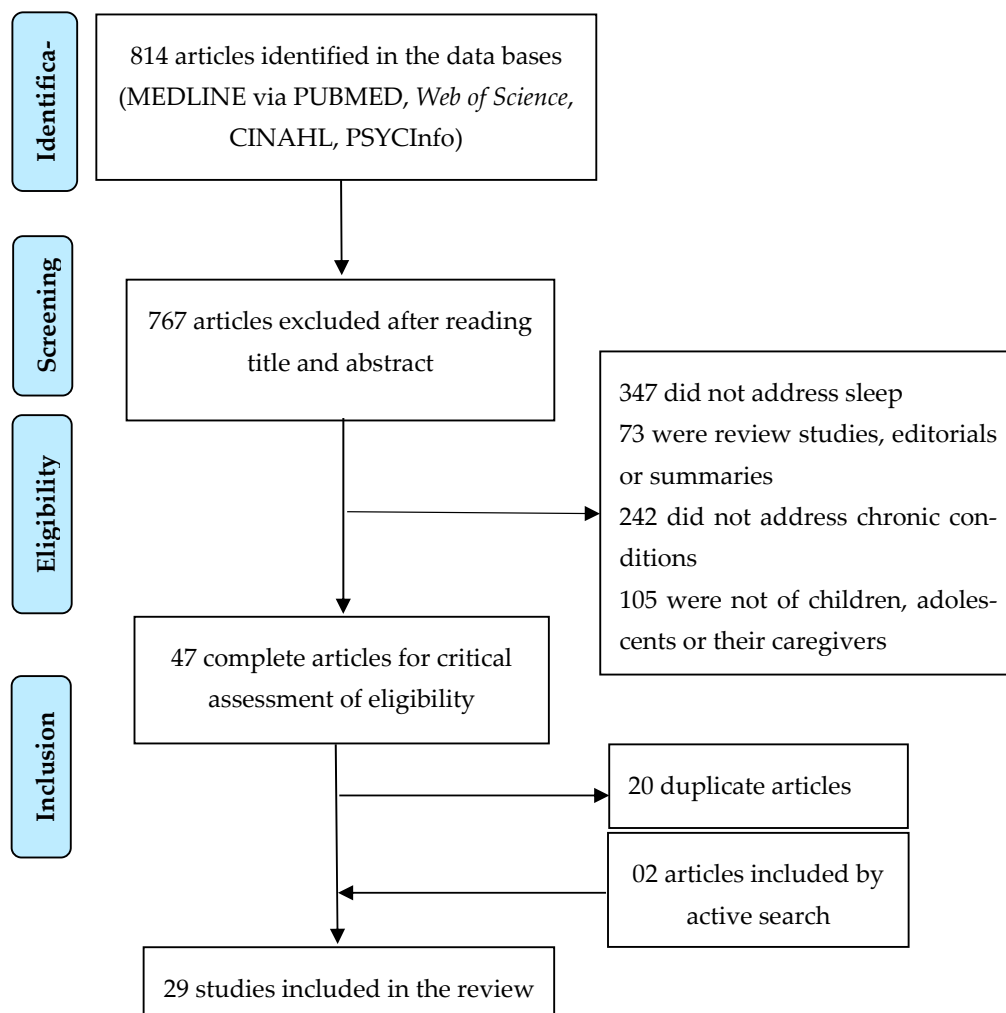 Identifica-
814 articles identified in the data bases
(MEDLINE via PUBMED, Web of Science,
CINAHL, PSYCInfo)
Screening
767 articles excluded after reading
title and abstract
347 did not address sleep
73 were review studies, editorials
or summaries
242 did not address chronic con-
ditions
105 were not of children, adoles-
cents or their caregivers
Eligibility
47 complete articles for critical
assessment of eligibility
Inclusion
20 duplicate articles
02 articles included by
active search
29 studies included in the review